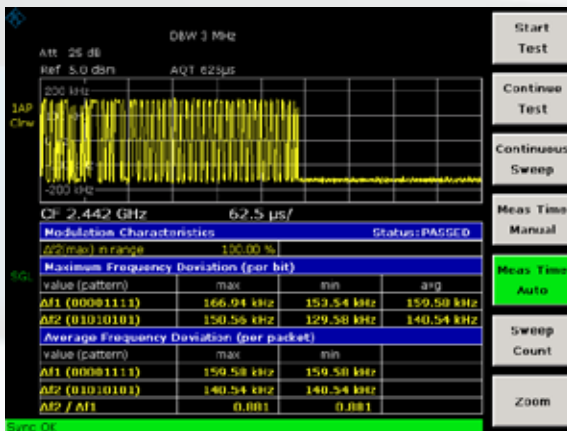 DBW 3 MHz
Att 25 dB
Ref 5.0 dBm AQT 625µs
200 kHz
1AP
Clrw
-200 kHz
CF 2.442 GHz 62.5 µs/
Modulation Characteristics Status: PASSED
Δf2(max) in range 100.00 %
SGL
Maximum Frequency Deviation (per bit)
value (pattern) max min avg
Δf1 (00001111) 166.94 kHz 153.54 kHz 159.58 kHz
Δf2 (01010101) 150.56 kHz 129.58 kHz 140.54 kHz
Average Frequency Deviation (per packet)
value (pattern) max min
Δf1 (00001111) 159.58 kHz 159.58 kHz
Δf2 (01010101) 140.54 kHz 140.54 kHz
Δf2 / Δf1 0.881 0.881
Sync OK
Start
Test
Continue
Test
Continuous
Sweep
Meas Time
Manual
Meas Time
Auto
Sweep
Count
Zoom